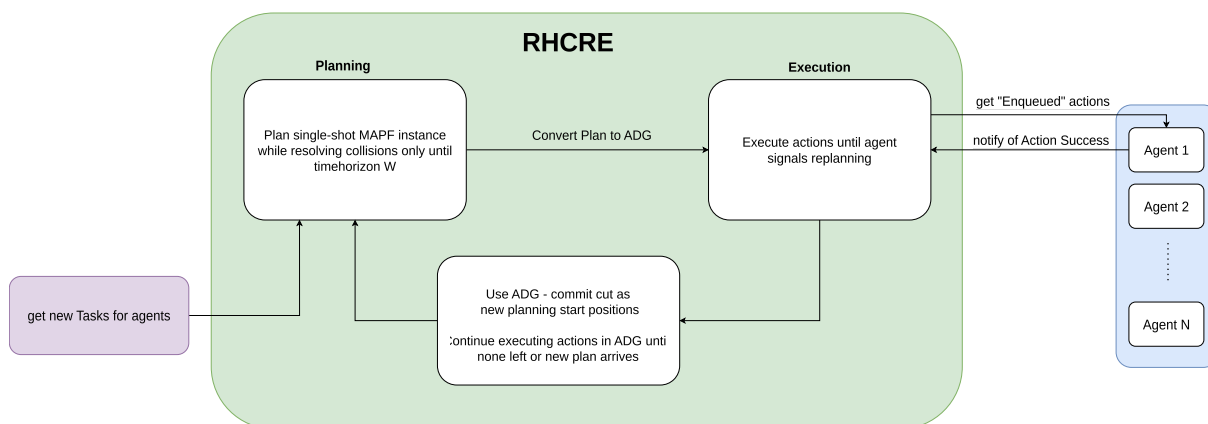 RHCRE
Planning
Execution
Plan single-shot MAPF instance
while resolving collisions only until
timehorizon W
Convert Plan to ADG
Execute actions until agent
signals replanning
get "Enqueued" actions
notify of Action Success
Agent 1
Agent 2
Agent N
get new Tasks for agents
Use ADG - commit cut as
new planning start positions
ontinue executing actions in ADG unti
none left or new plan arrives